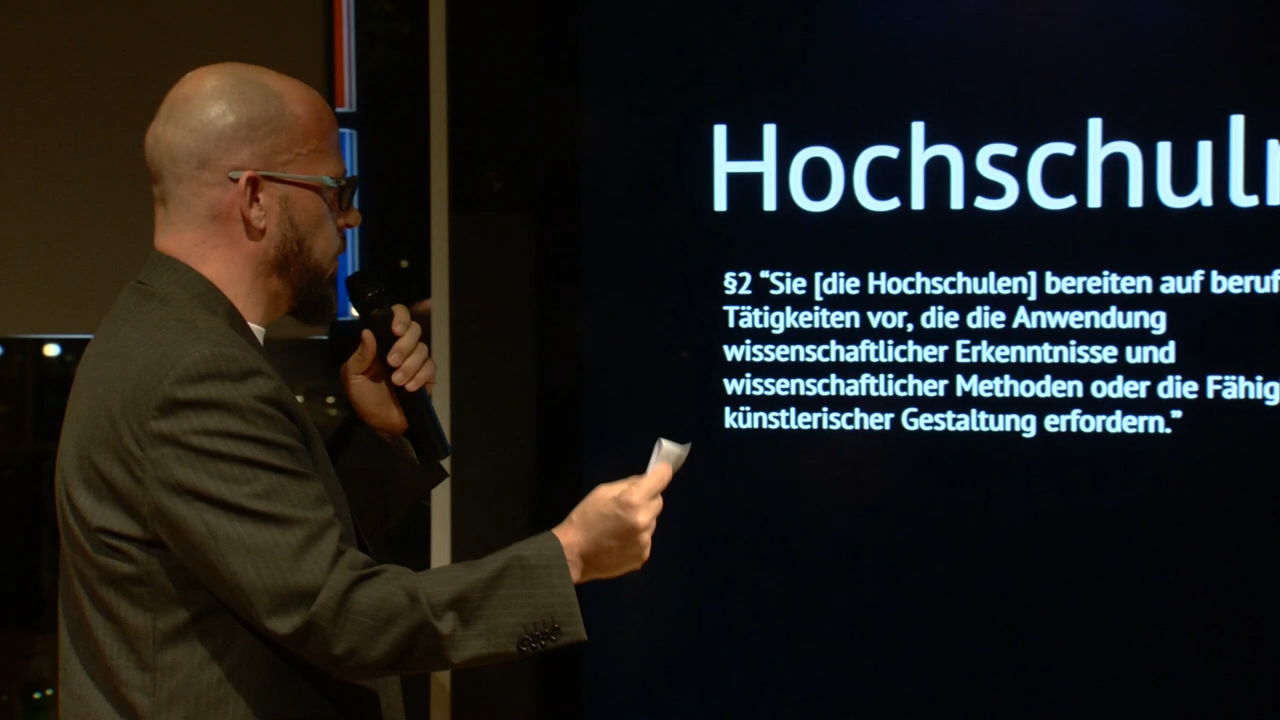 Hochschulr
§2 “Sie [die Hochschulen] bereiten auf beruf
Tätigkeiten vor, die die Anwendung
wissenschaftlicher Erkenntnisse und
wissenschaftlicher Methoden oder die Fähig
künstlerischer Gestaltung erfordern.”